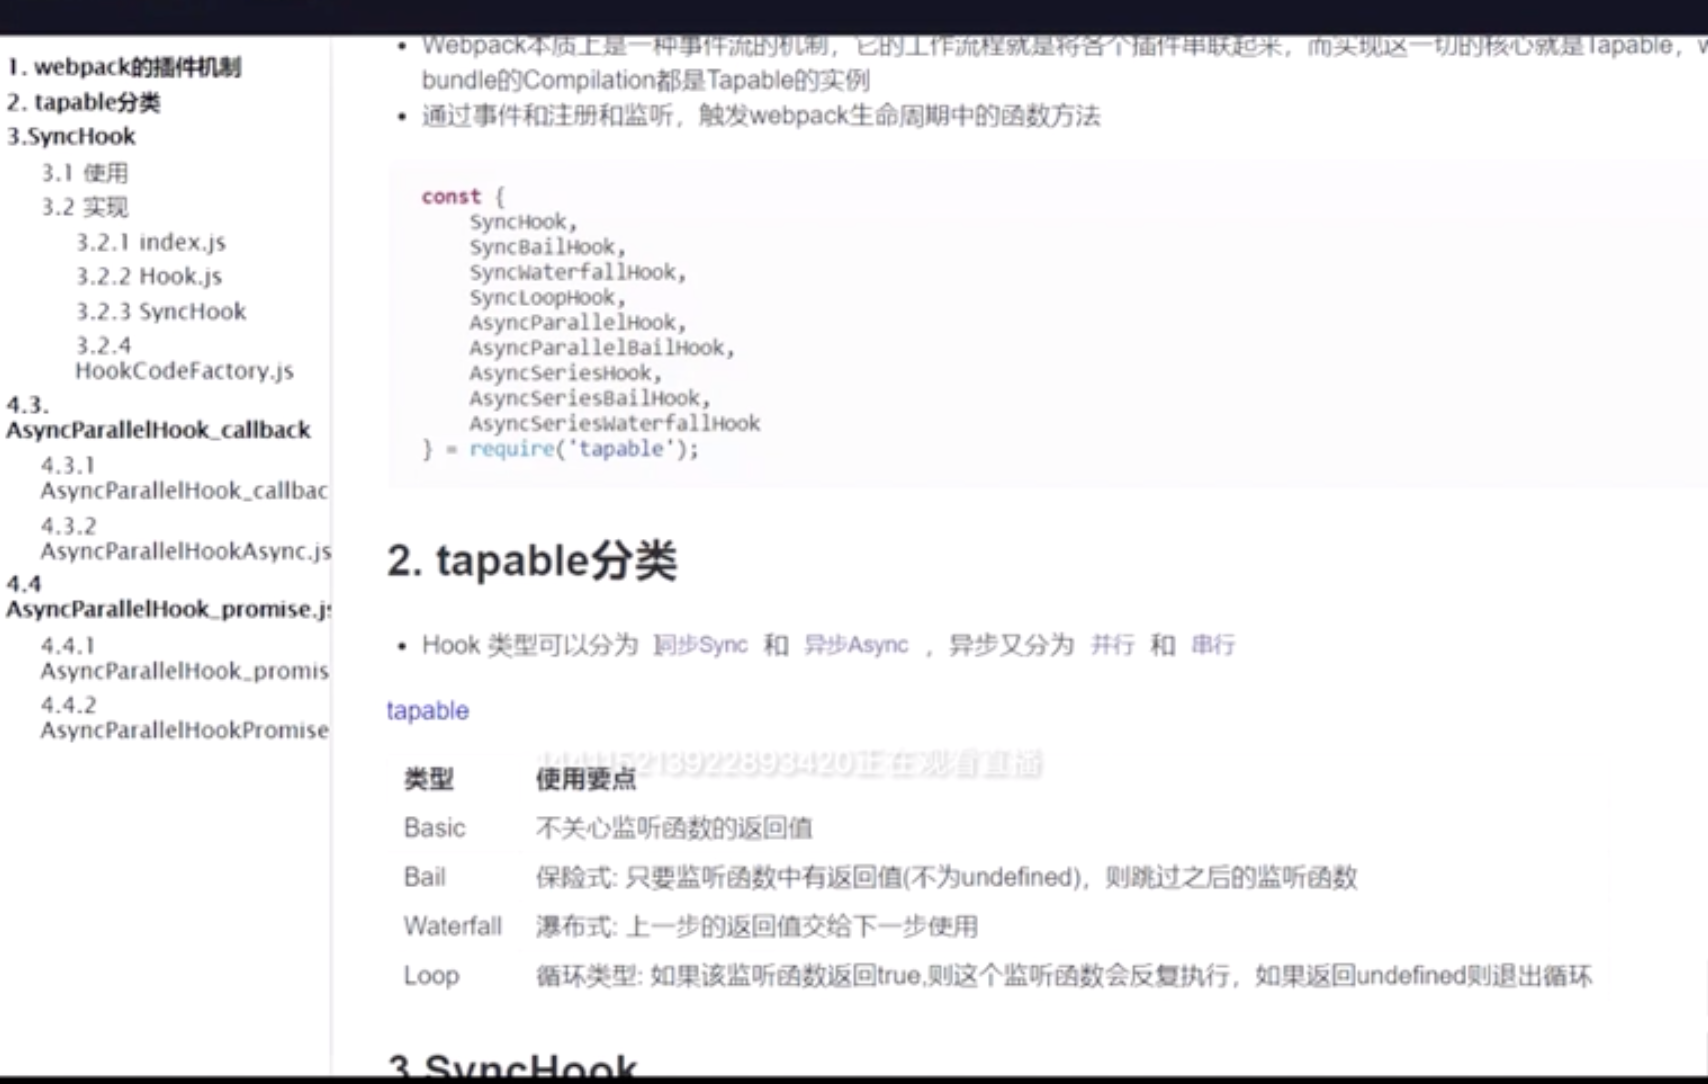 1. webpack的插件机制
2. tapable分类
3.SyncHook
3.1 使用
3.2 实现
3.2.1 index.js
3.2.2 Hook.js
3.2.3 SyncHook
3.2.4
HookCodeFactory.js
4.3.
AsyncParallelHook_callback
4.3.1
AsyncParallelHook_callbac
4.3.2
AsyncParallelHookAsync.js
4.4
AsyncParallelHook_promise.js
4.4.1
AsyncParallelHook_promis
4.4.2
AsyncParallelHookPromise
• Webpack本质上是一种事件流的机制，它的工作流程就是将各个插件串联起来，而实现这一切的核心就是Tapable，
bundle的Compilation都是Tapable的实例
• 通过事件和注册和监听，触发webpack生命周期中的函数方法
const {
SyncHook,
SyncBailHook,
SyncWaterfallHook,
SyncLoopHook,
AsyncParallelHook,
AsyncParallelBailHook,
AsyncSeriesHook,
AsyncSeriesBailHook,
AsyncSeriesWaterfallHook
} = require('tapable');
2. tapable分类
• Hook 类型可以分为 同步Sync 和 异步Async ，异步又分为 并行 和 串行
tapable
正在观看直播
类型 使用要点
Basic 不关心监听函数的返回值
Bail 保险式: 只要监听函数中有返回值(不为undefined)，则跳过之后的监听函数
Waterfall 瀑布式: 上一步的返回值交给下一步使用
Loop 循环类型: 如果该监听函数返回true,则这个监听函数会反复执行，如果返回undefined则退出循环
3.SyncHook